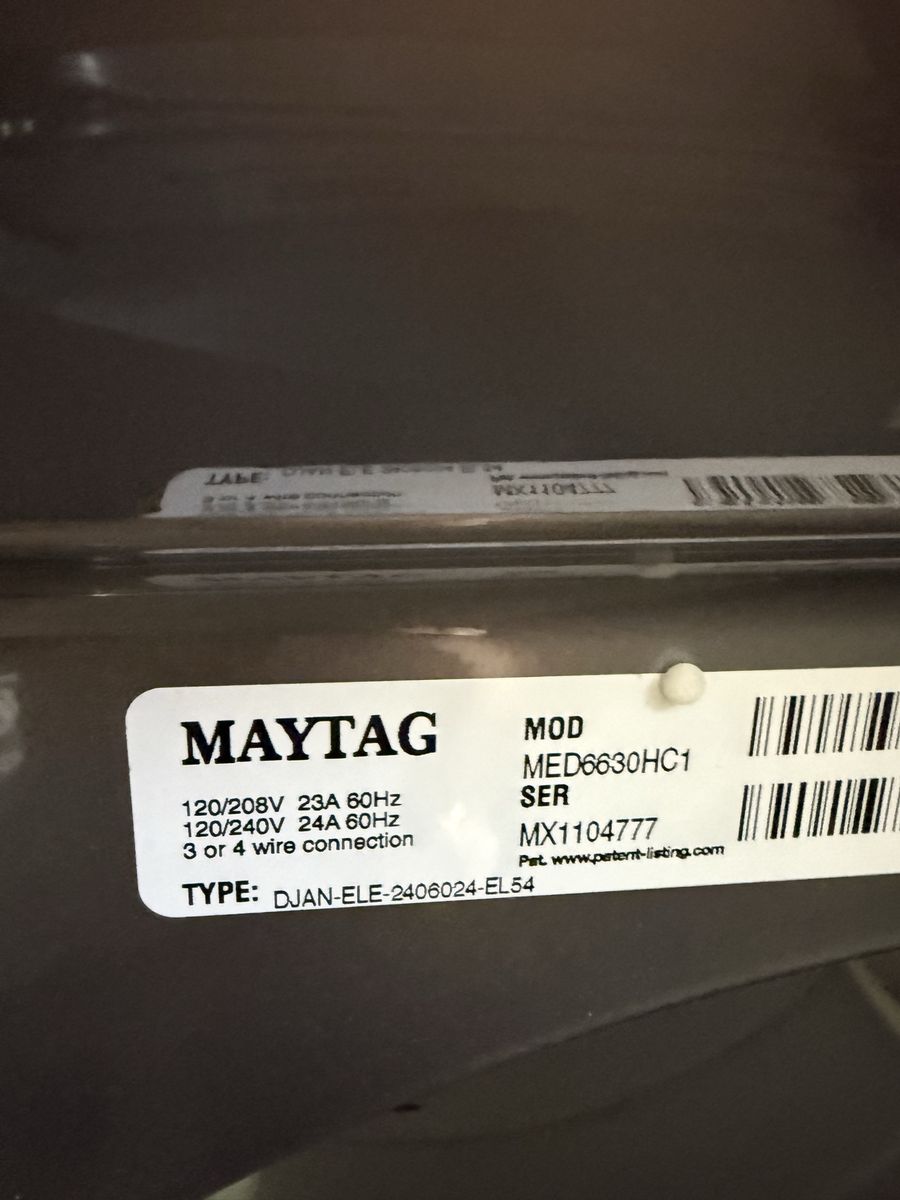 MAYTAG
120/208V 23A 60Hz
120/240V 24A 60Hz
3 or 4 wire connection
MOD
MED6630HC1
SER
MX1104777
Pat. www.patent-listing.com
TYPE: DJAN-ELE-2406024-EL54